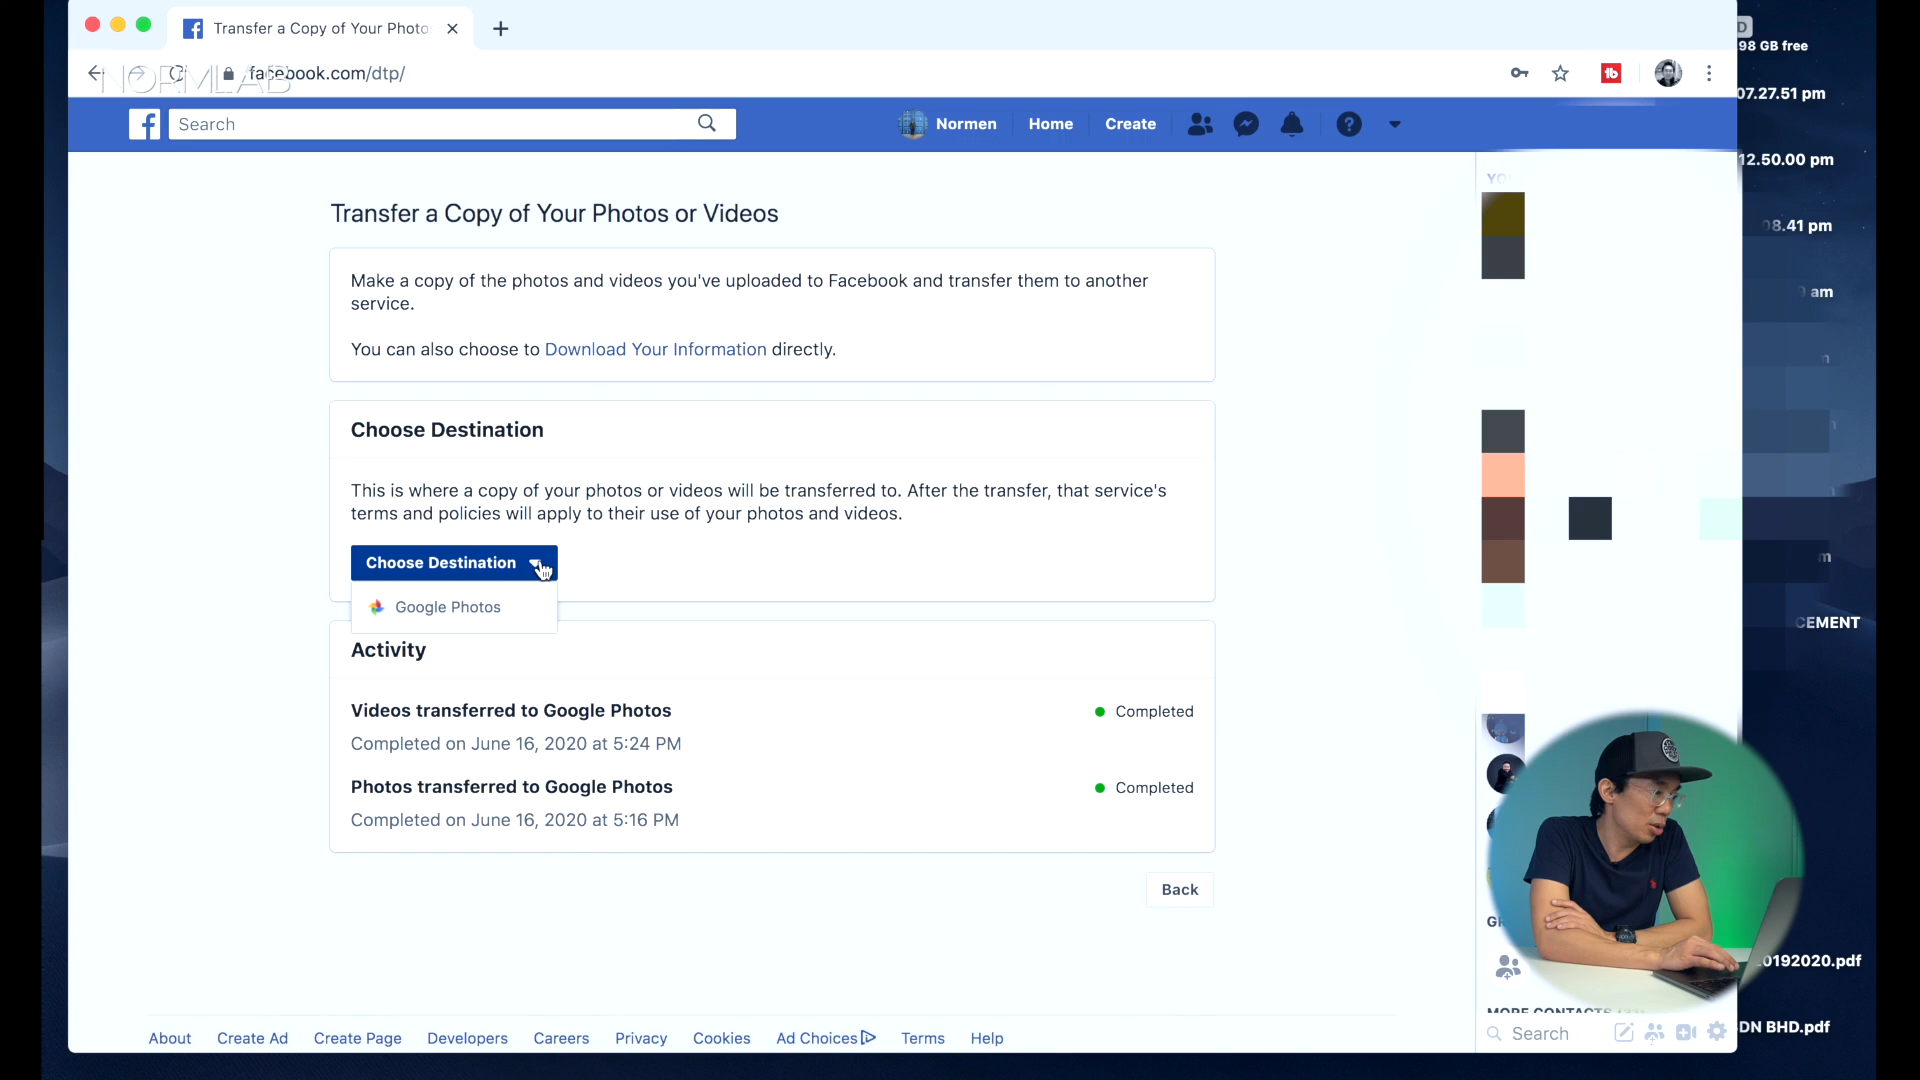 Transfer a Copy of Your Photo
NORMLAB
facebook.com/dtp/
Search
Normen
Home
Create
98 GB free
07.27.51 pm
12.50.00 pm
08.41 pm
am
CEMENT
0192020.pdf
DN BHD.pdf
Transfer a Copy of Your Photos or Videos
Make a copy of the photos and videos you've uploaded to Facebook and transfer them to another
service.
You can also choose to Download Your Information directly.
Choose Destination
This is where a copy of your photos or videos will be transferred to. After the transfer, that service's
terms and policies will apply to their use of your photos and videos.
Choose Destination
Google Photos
Activity
Videos transferred to Google Photos
Completed
Completed on June 16, 2020 at 5:24 PM
Photos transferred to Google Photos
Completed
Completed on June 16, 2020 at 5:16 PM
Back
MORE CONTACTS
Search
About
Create Ad
Create Page
Developers
Careers
Privacy
Cookies
Ad Choices
Terms
Help